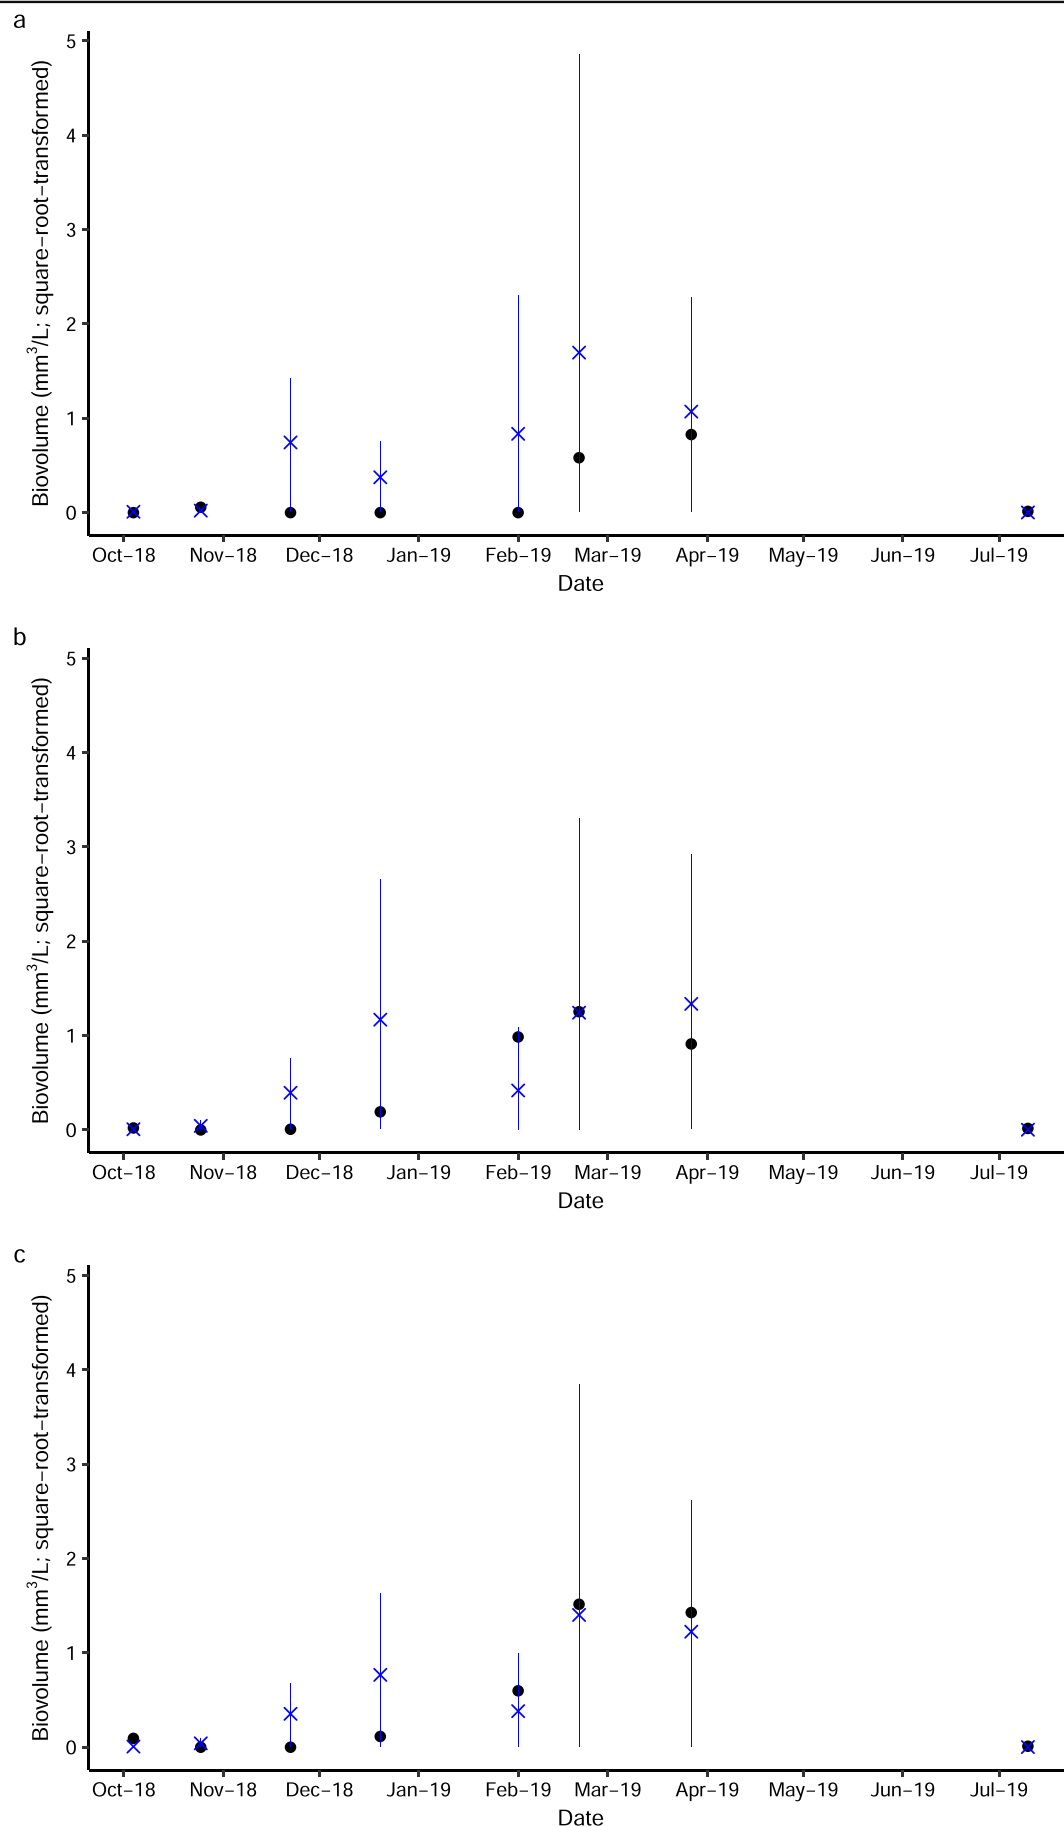 a
Biovolume (mm³/L; square−root−transformed)
5
4
3
2
1
0
Oct−18 Nov−18 Dec−18 Jan−19 Feb−19 Mar−19 Apr−19 May−19 Jun−19 Jul−19
Date
b
Biovolume (mm³/L; square−root−transformed)
5
4
3
2
1
0
Oct−18 Nov−18 Dec−18 Jan−19 Feb−19 Mar−19 Apr−19 May−19 Jun−19 Jul−19
Date
c
Biovolume (mm³/L; square−root−transformed)
5
4
3
2
1
0
Oct−18 Nov−18 Dec−18 Jan−19 Feb−19 Mar−19 Apr−19 May−19 Jun−19 Jul−19
Date